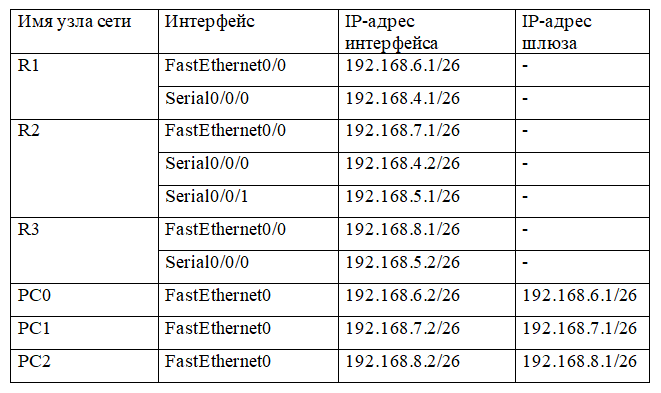 Имя узла сети Интерфейс IP-адрес IP-адрес
интерфейса шлюза
R1 FastEthernet0/0 192.168.6.1/26 -
Serial0/0/0 192.168.4.1/26 -
R2 FastEthernet0/0 192.168.7.1/26 -
Serial0/0/0 192.168.4.2/26 -
Serial0/0/1 192.168.5.1/26 -
R3 FastEthernet0/0 192.168.8.1/26 -
Serial0/0/0 192.168.5.2/26 -
PC0 FastEthernet0 192.168.6.2/26 192.168.6.1/26
PC1 FastEthernet0 192.168.7.2/26 192.168.7.1/26
PC2 FastEthernet0 192.168.8.2/26 192.168.8.1/26